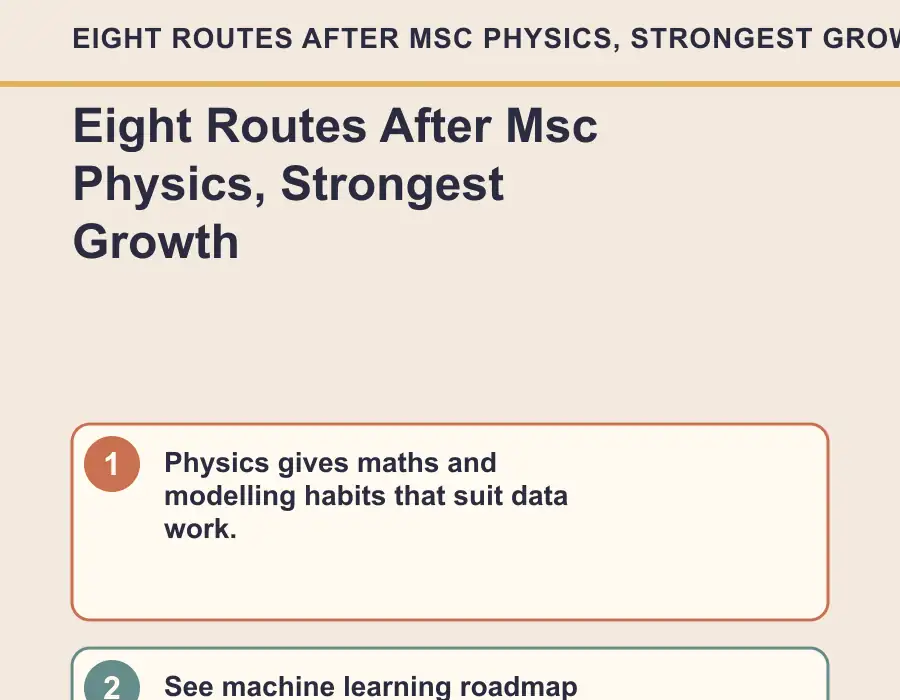 EIGHT ROUTES AFTER MSC PHYSICS, STRONGEST
Eight Routes After Msc
Physics, Strongest
Growth
1
Physics gives maths and
modelling habits that suit data
work.
2
See machine learning roadmap